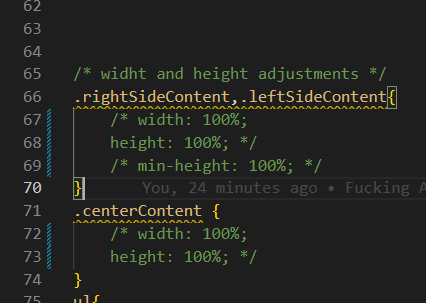 62
63
64
65 /* widht and height adjustments */
66 .rightSideContent,.leftSideContent{
67 /* width: 100%;
68 height: 100%; */
69 /* min-height: 100%; */
70 } You, 24 minutes ago • Fucking A
71 .centerContent {
72 /* width: 100%;
73 height: 100%; */
74 }
75 ul{